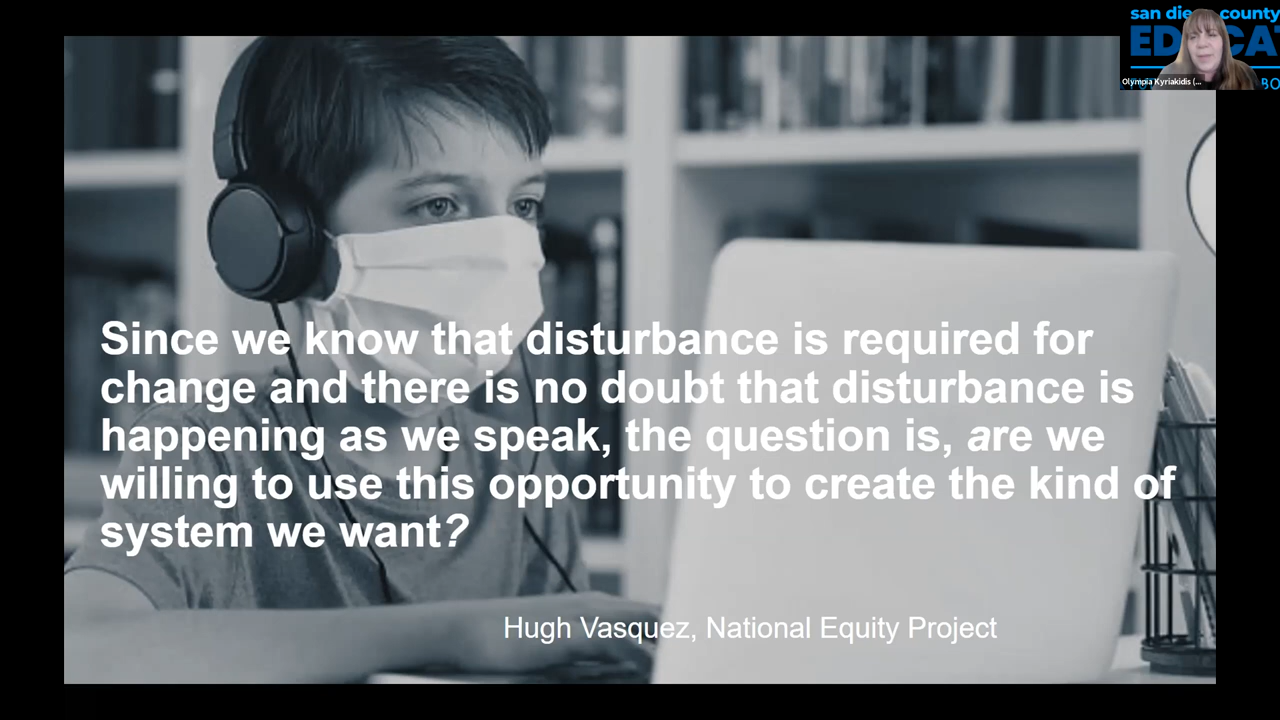 san die county
Olympia Kyriakidis (...
Since we know that disturbance is required for
change and there is no doubt that disturbance is
happening as we speak, the question is, are we
willing to use this opportunity to create the kind of
system we want?
Hugh Vasquez, National Equity Project